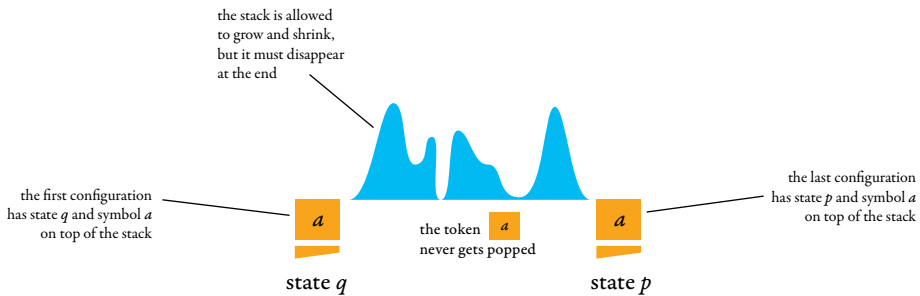 the stack is allowed
to grow and shrink,
but it must disappear
at the end
the first configuration
has state q and symbol a
on top of the stack
a
state q
the token a
never gets popped
a
state p
the last configuration
has state p and symbol a
on top of the stack